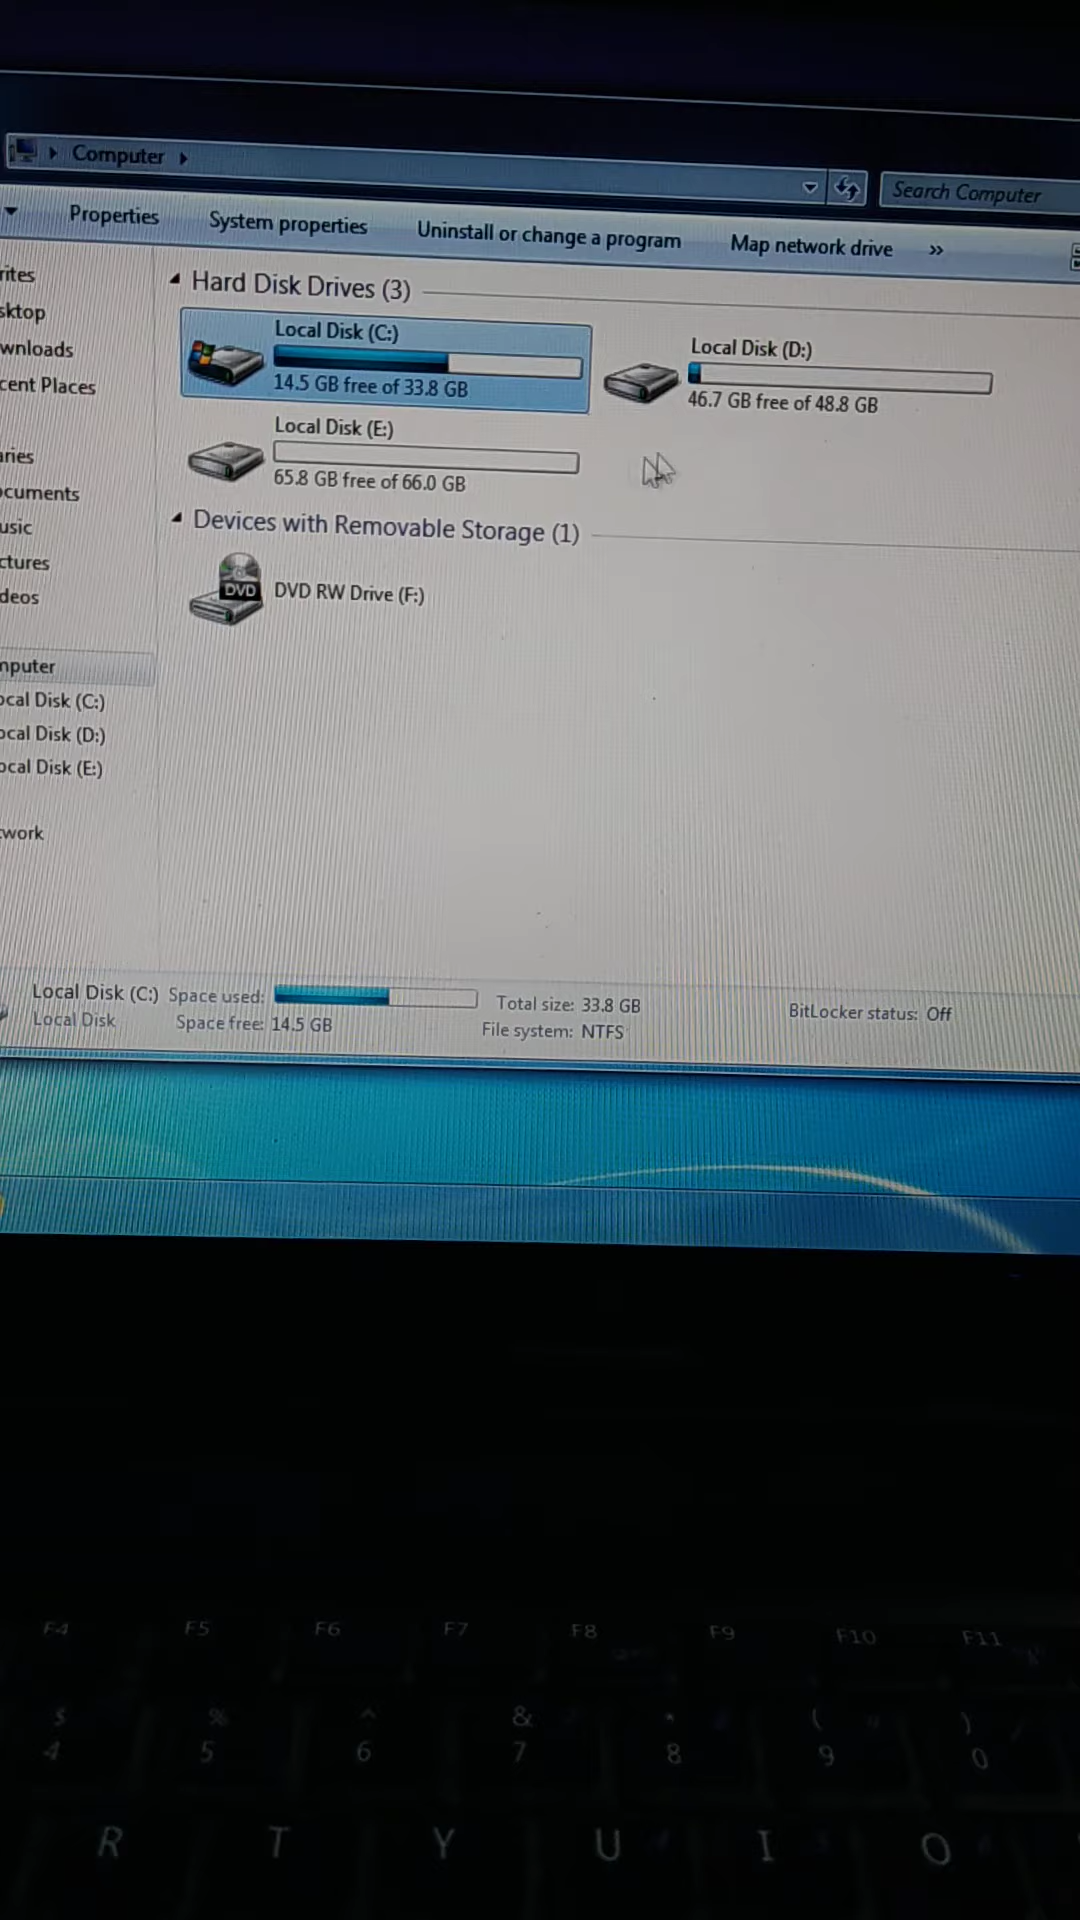 Computer
Search Computer
Properties System properties Uninstall or change a program Map network drive »
rites
sktop
wnloads
cent Places
aries
ocuments
usic
ctures
deos
mputer
ocal Disk (C:)
ocal Disk (D:)
ocal Disk (E:)
twork
Hard Disk Drives (3)
Local Disk (C:)
14.5 GB free of 33.8 GB
Local Disk (D:)
46.7 GB free of 48.8 GB
Local Disk (E:)
65.8 GB free of 66.0 GB
Devices with Removable Storage (1)
DVD
DVD RW Drive (F:)
Local Disk (C:) Space used: Total size: 33.8 GB BitLocker status: Off
Local Disk Space free: 14.5 GB File system: NTFS
F4 F5 F6 F7 F8 F9 F10 F11
$ % ^ & * ( )
4 5 6 7 8 9 0
R T Y U I O